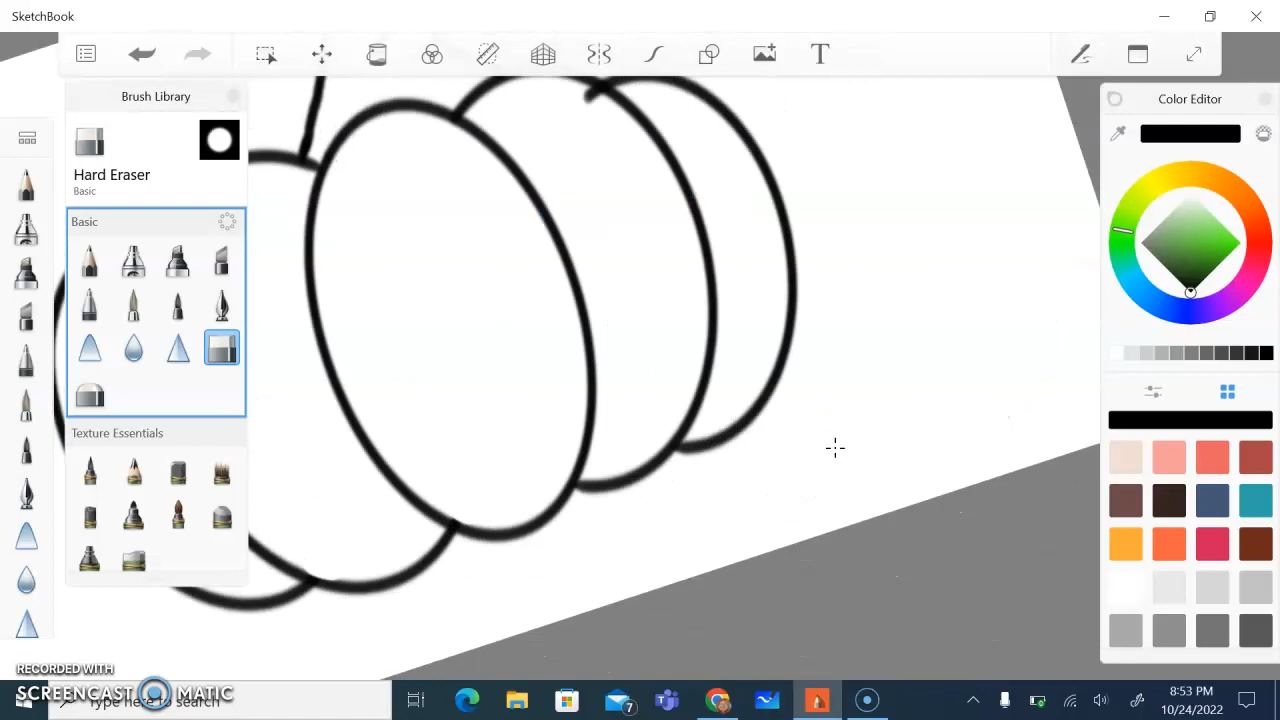 SketchBook
T
Brush Library
Color Editor
Hard Eraser
Basic
Basic
Texture Essentials
RECORDED WITH
SCREENCAST MATIC
Type here to search
7
8:53 PM
10/24/2022